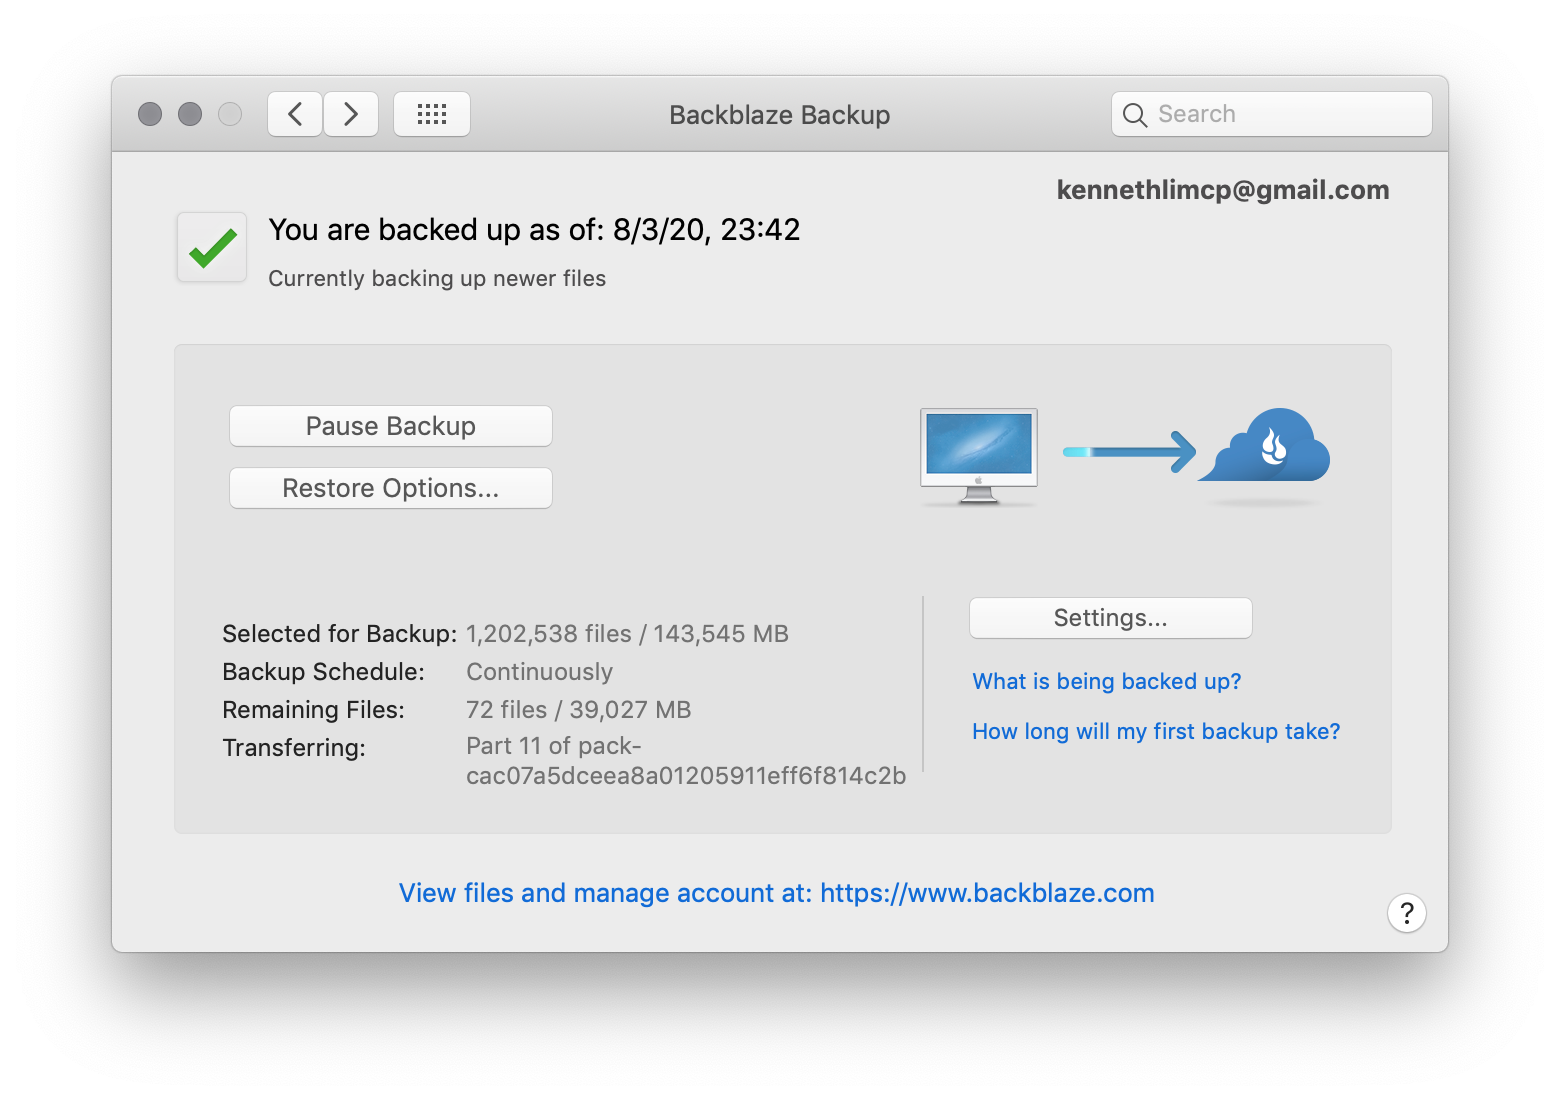 Backblaze Backup
Search
kennethlimcp@gmail.com
You are backed up as of: 8/3/20, 23:42
Currently backing up newer files
Pause Backup
Restore Options...
Selected for Backup: 1,202,538 files / 143,545 MB
Backup Schedule: Continuously
Remaining Files: 72 files / 39,027 MB
Transferring: Part 11 of pack-
cac07a5dceea8a01205911eff6f814c2b
Settings...
What is being backed up?
How long will my first backup take?
View files and manage account at: https://www.backblaze.com
?